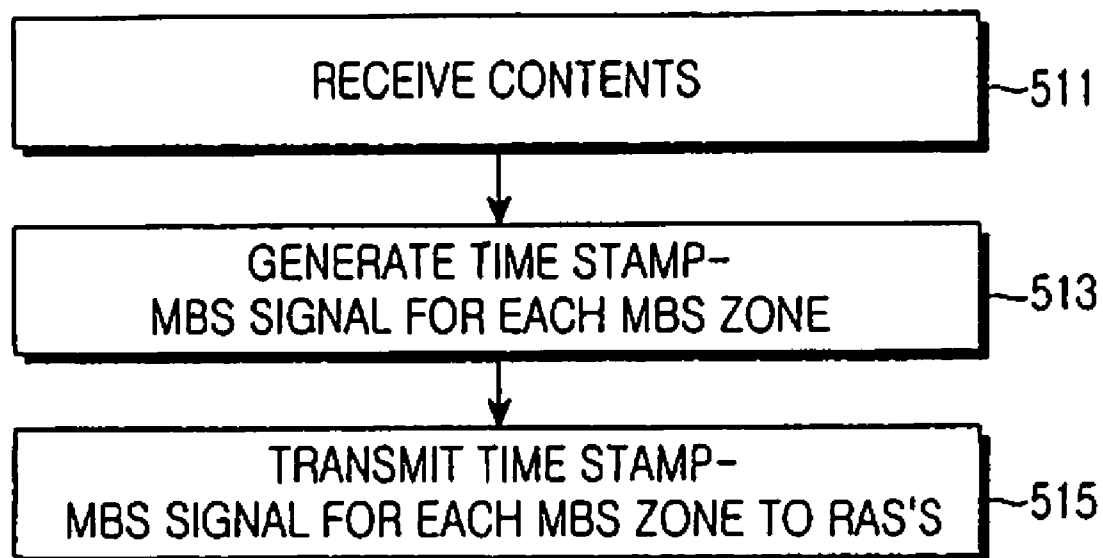 RECEIVE CONTENTS
511
GENERATE TIME STAMP-
MBS SIGNAL FOR EACH MBS ZONE
513
TRANSMIT TIME STAMP-
MBS SIGNAL FOR EACH MBS ZONE TO RAS'S
515